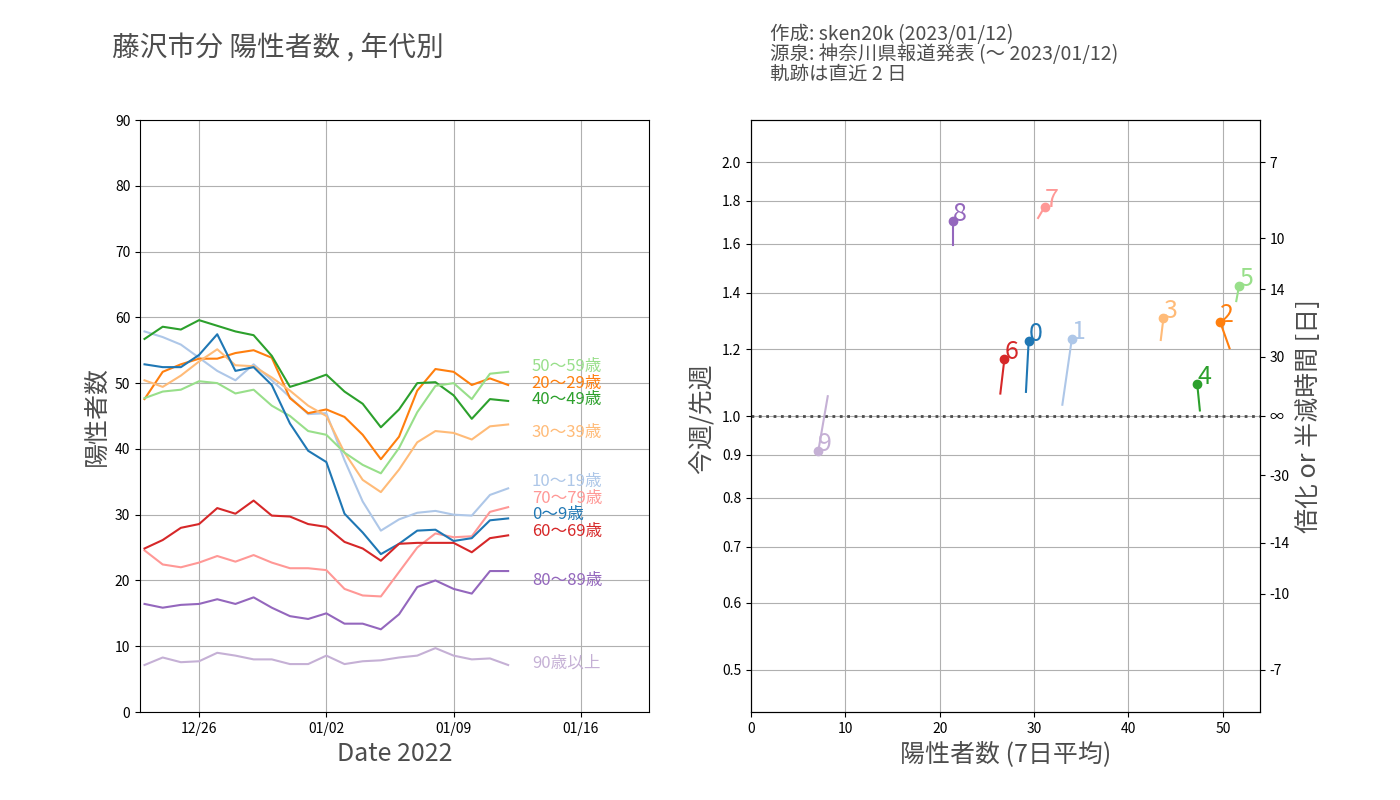 藤沢市分 陽性者数 , 年代別
作成: sken20k (2023/01/12)
源泉: 神奈川県報道発表 (〜 2023/01/12)
軌跡は直近 2 日
陽性者数
90
80
70
60
50
40
30
20
10
0
50〜59歳
20〜29歳
40〜49歳
30〜39歳
10〜19歳
70〜79歳
0〜9歳
60〜69歳
80〜89歳
90歳以上
12/26
01/02
01/09
01/16
Date 2022
今週/先週
2.0
1.8
1.6
1.4
1.2
1.0
0.9
0.8
0.7
0.6
0.5
7
8
5
3
2
0
1
6
4
9
7
10
14
30
∞
-30
-14
-10
-7
倍化 or 半減時間 [日]
0
10
20
30
40
50
陽性者数 (7日平均)